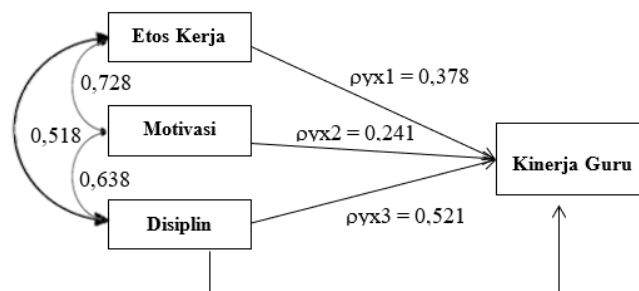 Etos Kerja
0,728
ρyx1 = 0,378
0,518
Motivasi
ρyx2 = 0,241
Kinerja Guru
0,638
Disiplin
ρyx3 = 0,521